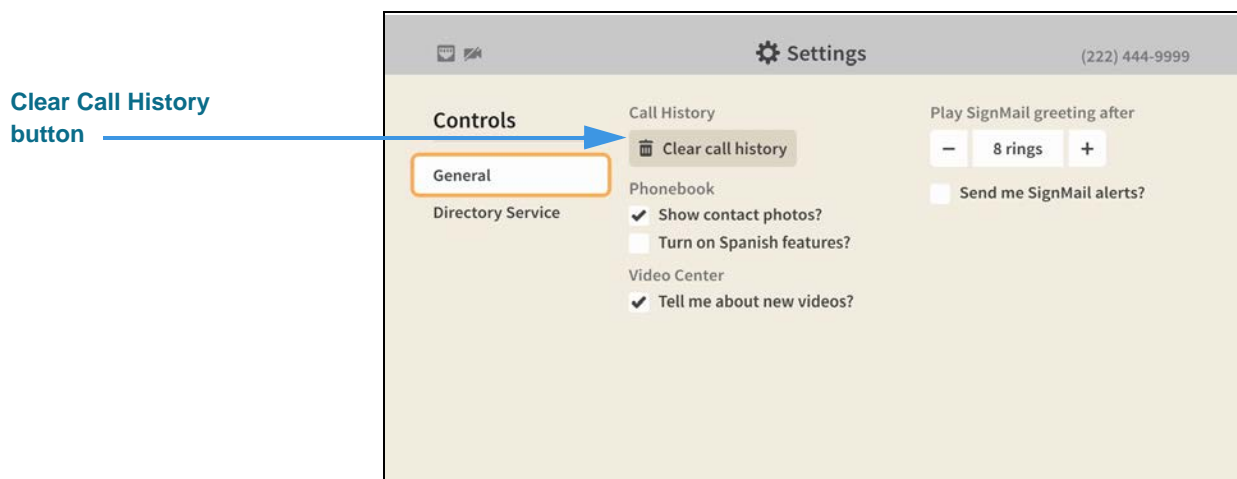 Settings
(222) 444-9999
Clear Call History
button
Controls
General
Directory Service
Call History
Clear call history
Phonebook
Show contact photos?
Turn on Spanish features?
Video Center
Tell me about new videos?
Play SignMail greeting after
− 8 rings +
Send me SignMail alerts?